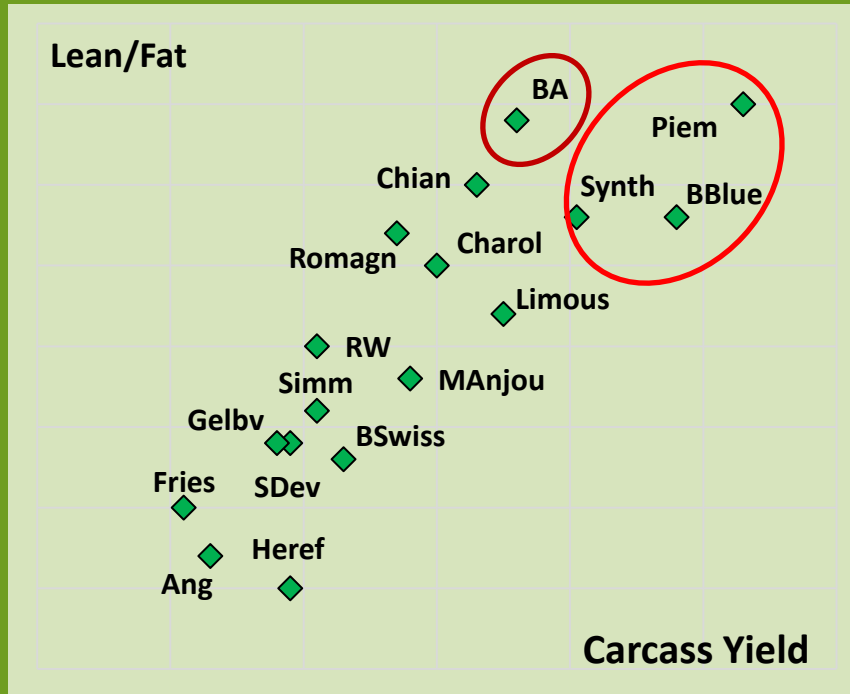 Lean/Fat
BA
Piem
Chian
Synth
BBlue
Romagn
Charol
Limous
RW
MAnjou
Simm
Gelbv
BSwiss
Fries
SDev
Heref
Ang
Carcass Yield